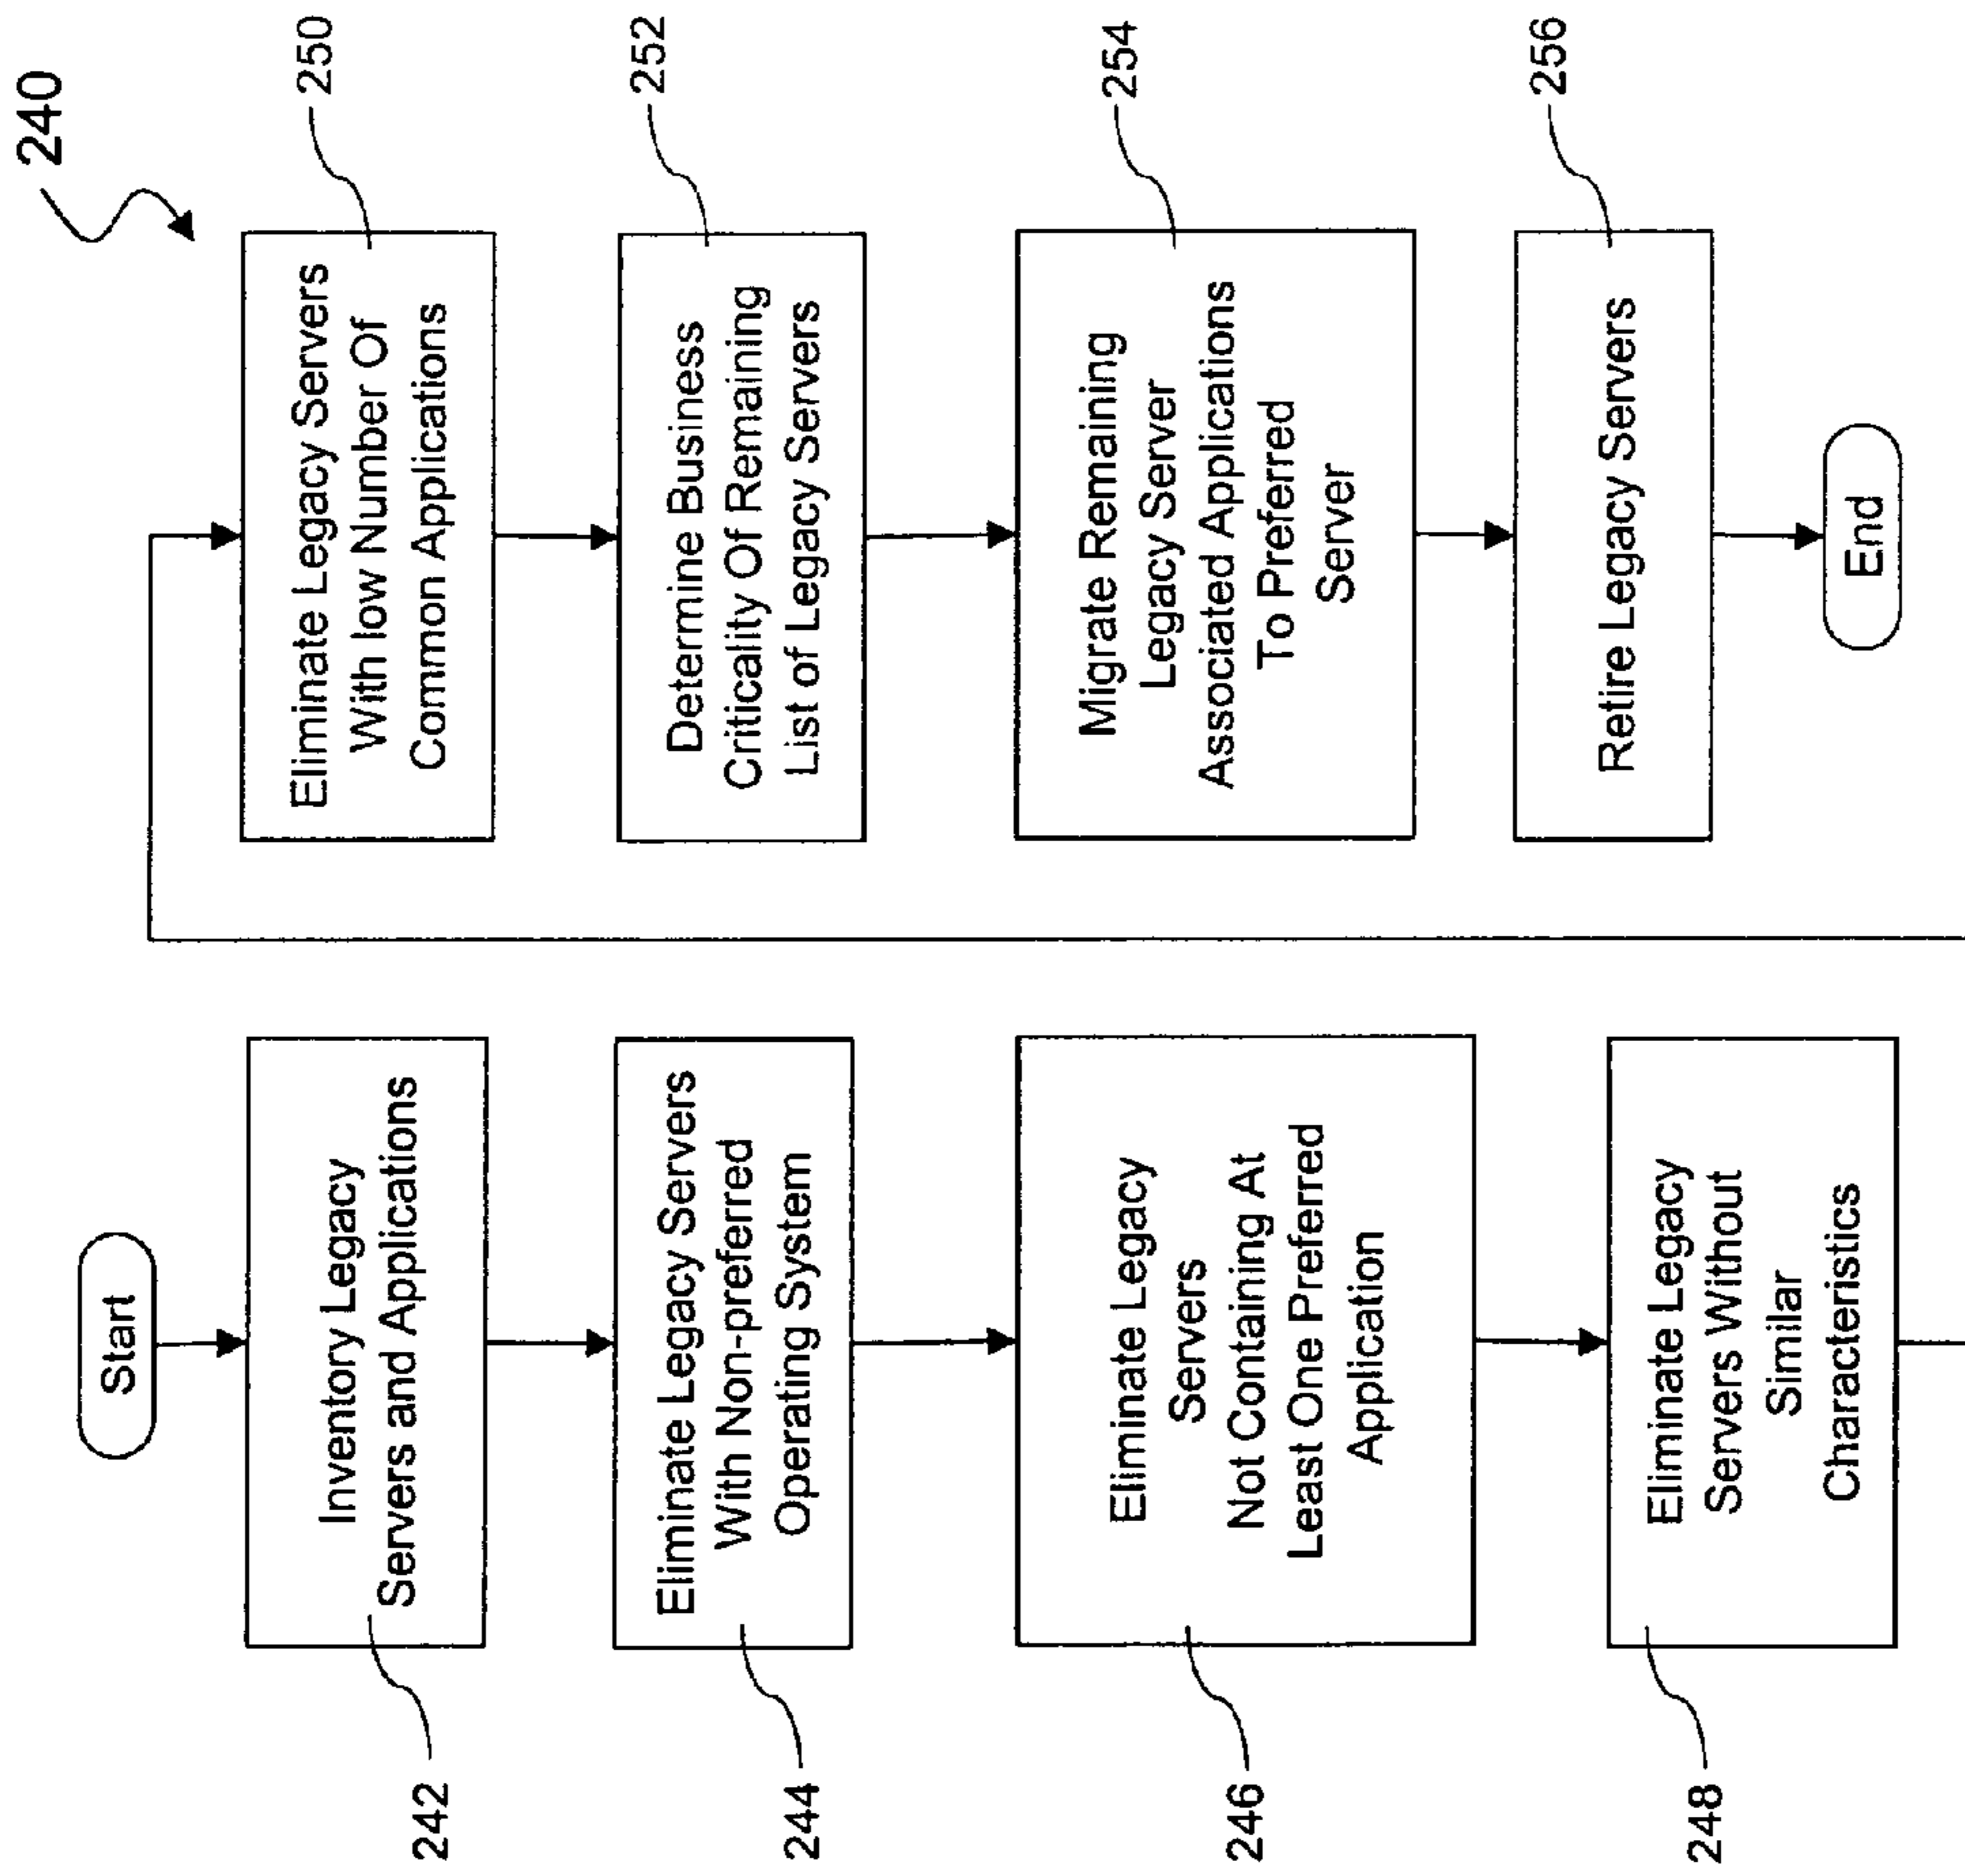 240
Start
Inventory Legacy
Servers and Applications
242
Eliminate Legacy Servers
With Non-preferred
Operating System
244
Eliminate Legacy
Servers
Not Containing At
Least One Preferred
Application
246
Eliminate Legacy
Servers Without
Similar
Characteristics
248
Eliminate Legacy Servers
With low Number Of
Common Applications
250
Determine Business
Criticality Of Remaining
List of Legacy Servers
252
Migrate Remaining
Legacy Server
Associated Applications
To Preferred
Server
254
Retire Legacy Servers
256
End